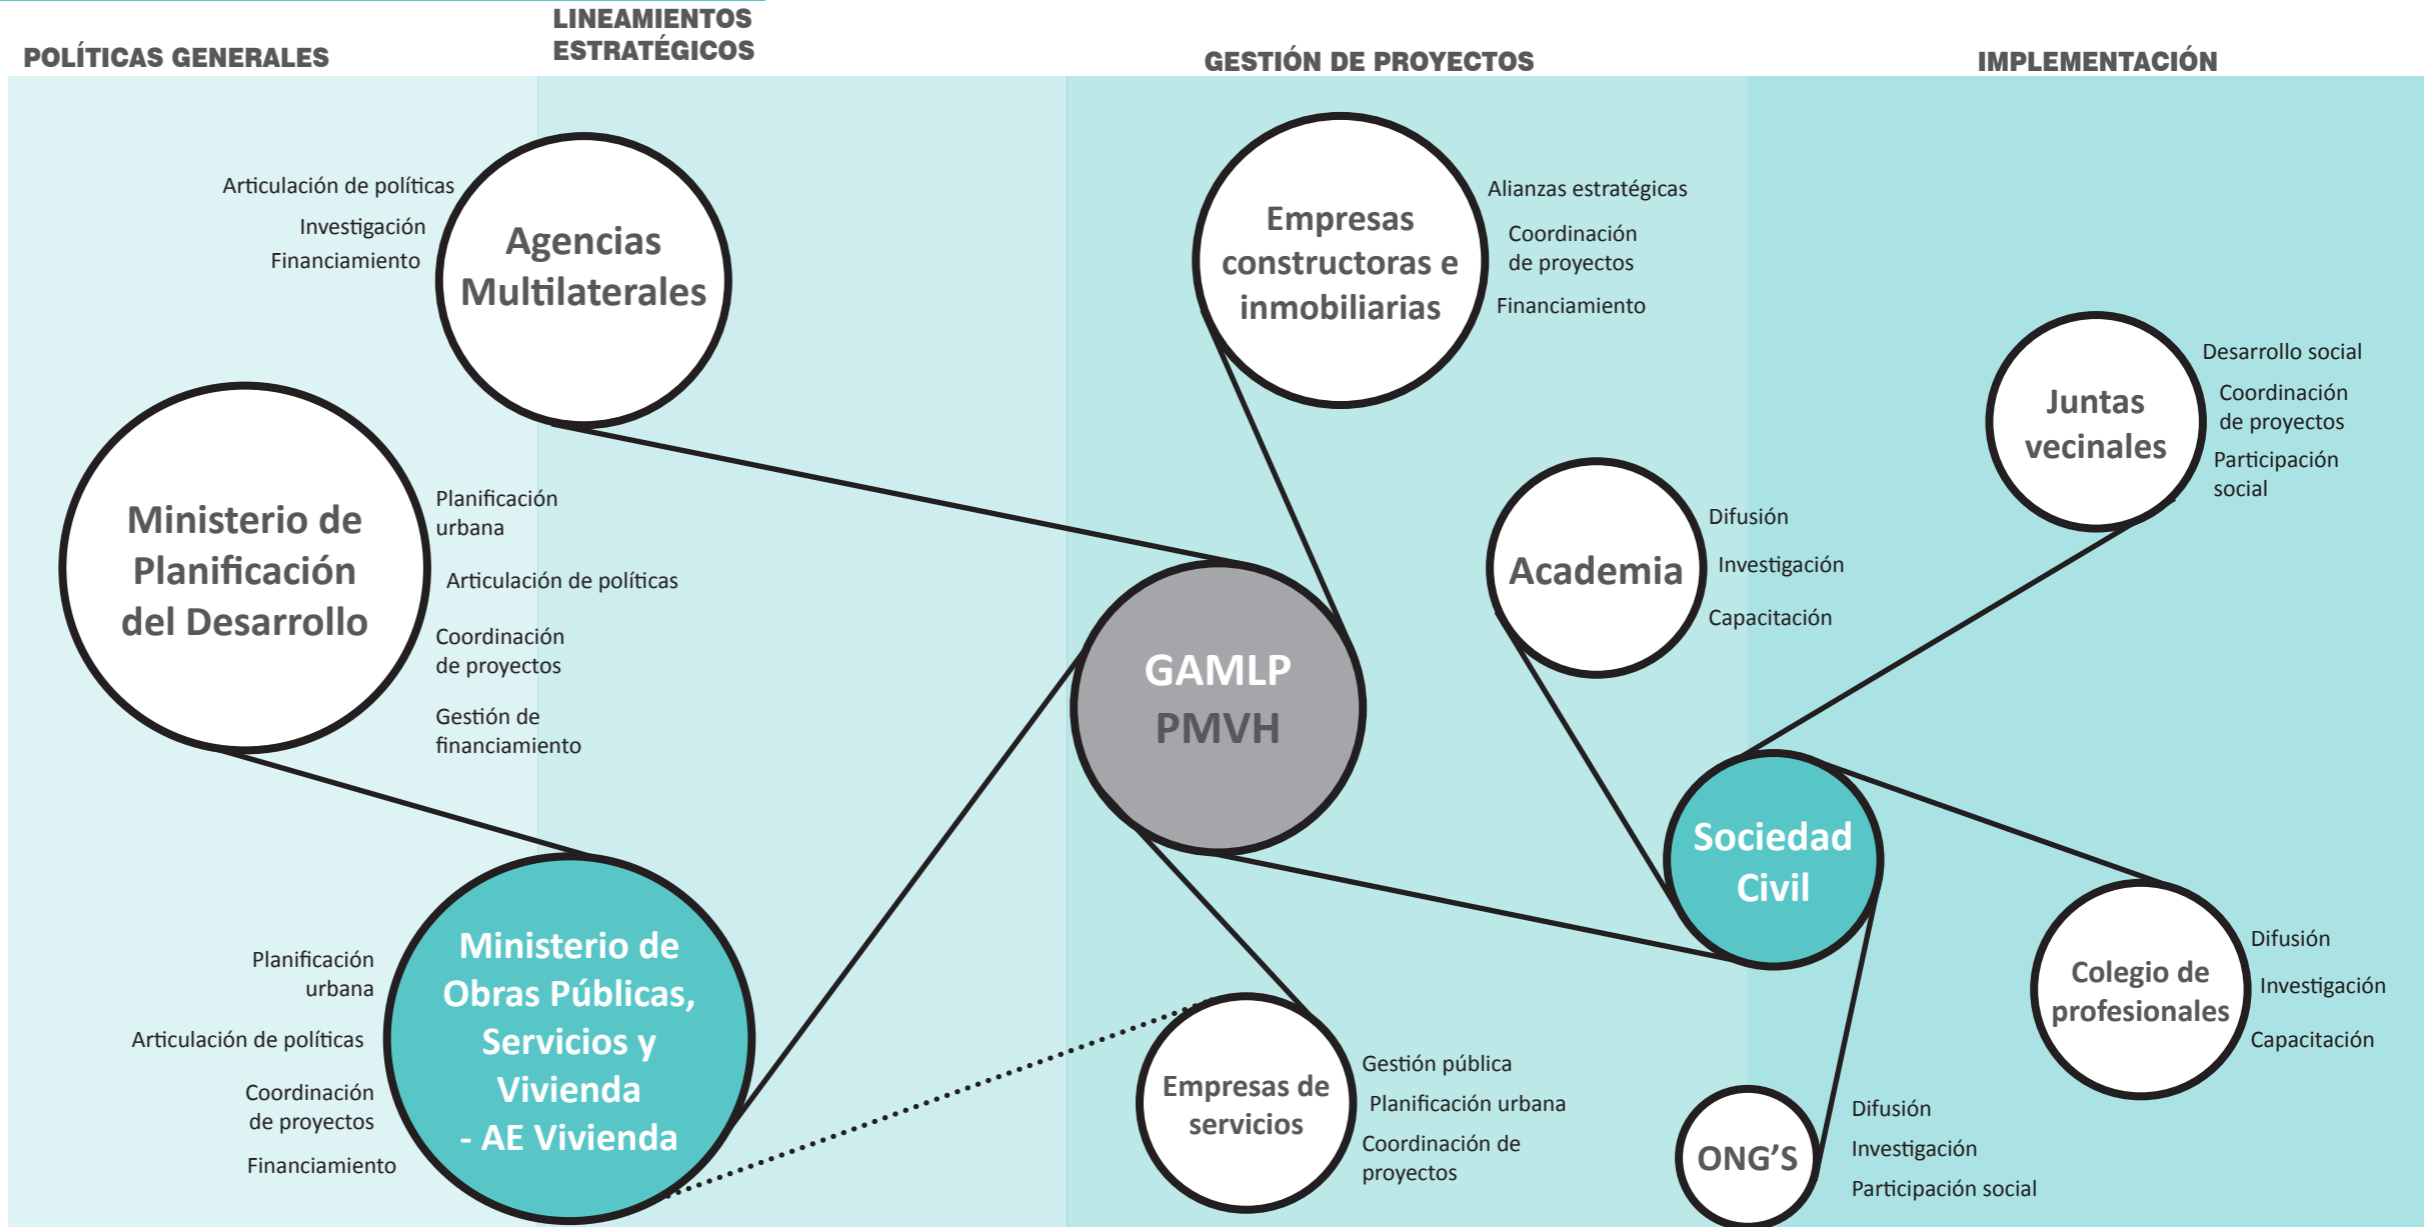 POLÍTICAS GENERALES
LINEAMIENTOS
ESTRATÉGICOS
GESTIÓN DE PROYECTOS
IMPLEMENTACIÓN
Articulación de políticas
Investigación
Financiamiento
Agencias
Multilaterales
Empresas
constructoras e
inmobiliarias
Alianzas estratégicas
Coordinación
de proyectos
Financiamiento
Juntas
vecinales
Desarrollo social
Coordinación
de proyectos
Participación
social
Ministerio de
Planificación
del Desarrollo
Planificación
urbana
Articulación de políticas
Coordinación
de proyectos
Gestión de
financiamiento
Academia
Difusión
Investigación
Capacitación
GAMLP
PMVH
Sociedad
Civil
Planificación
urbana
Articulación de políticas
Coordinación
de proyectos
Financiamiento
Ministerio de
Obras Públicas,
Servicios y
Vivienda
- AE Vivienda
Empresas de
servicios
Gestión pública
Planificación urbana
Coordinación de
proyectos
Colegio de
profesionales
Difusión
Investigación
Capacitación
ONG'S
Difusión
Investigación
Participación social